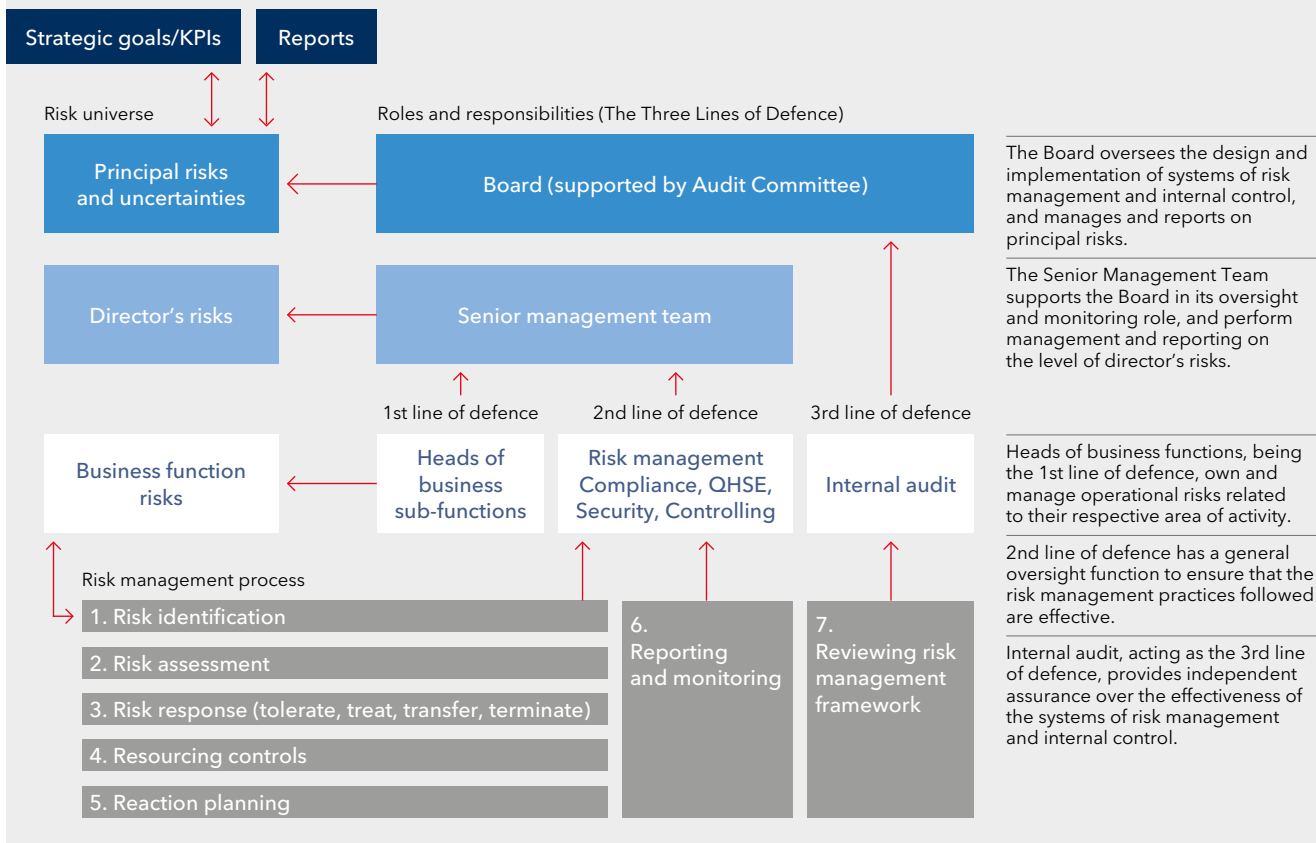 Strategic goals/KPIs
Reports
Risk universe
Roles and responsibilities (The Three Lines of Defence)
Principal risks
and uncertainties
Board (supported by Audit Committee)
The Board oversees the design and
implementation of systems of risk
management and internal control,
and manages and reports on
principal risks.
Director’s risks
Senior management team
The Senior Management Team
supports the Board in its oversight
and monitoring role, and perform
management and reporting on
the level of director’s risks.
1st line of defence
2nd line of defence
3rd line of defence
Business function
risks
Heads of
business
sub-functions
Risk management
Compliance, QHSE,
Security, Controlling
Internal audit
Heads of business functions, being
the 1st line of defence, own and
manage operational risks related
to their respective area of activity.
2nd line of defence has a general
oversight function to ensure that the
risk management practices followed
are effective.
Internal audit, acting as the 3rd line
of defence, provides independent
assurance over the effectiveness of
the systems of risk management
and internal control.
Risk management process
1. Risk identification
2. Risk assessment
3. Risk response (tolerate, treat, transfer, terminate)
4. Resourcing controls
5. Reaction planning
6.
Reporting
and monitoring
7.
Reviewing risk
management
framework